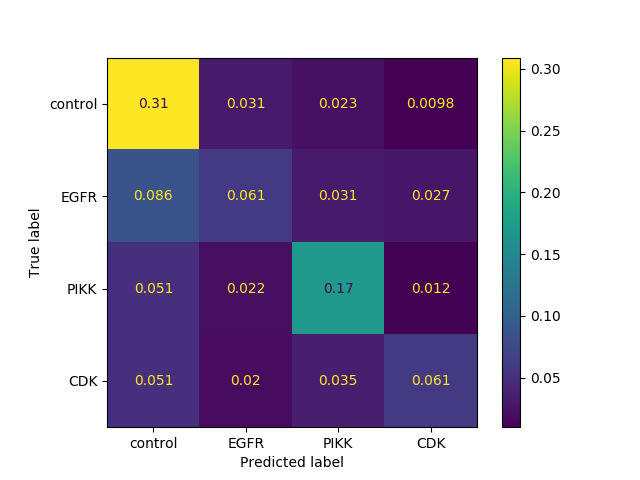 control 0.31 0.031 0.023 0.0098
EGFR 0.086 0.061 0.031 0.027
PIKK 0.051 0.022 0.17 0.012
CDK 0.051 0.02 0.035 0.061
control EGFR PIKK CDK
Predicted label
True label
0.30
0.25
0.20
0.15
0.10
0.05